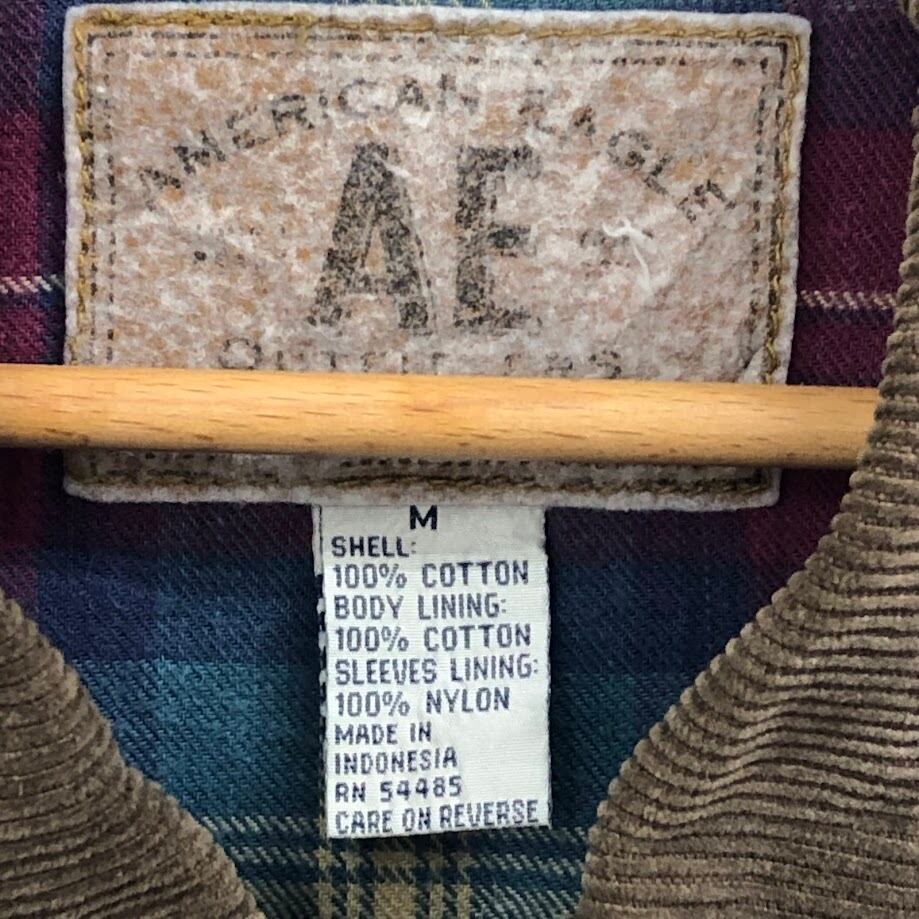 AMERICAN EAGLE
AE
OUTFITTERS
M
SHELL:
100% COTTON
BODY LINING:
100% COTTON
SLEEVES LINING:
100% NYLON
MADE IN
INDONESIA
RN 54485
CARE ON REVERSE